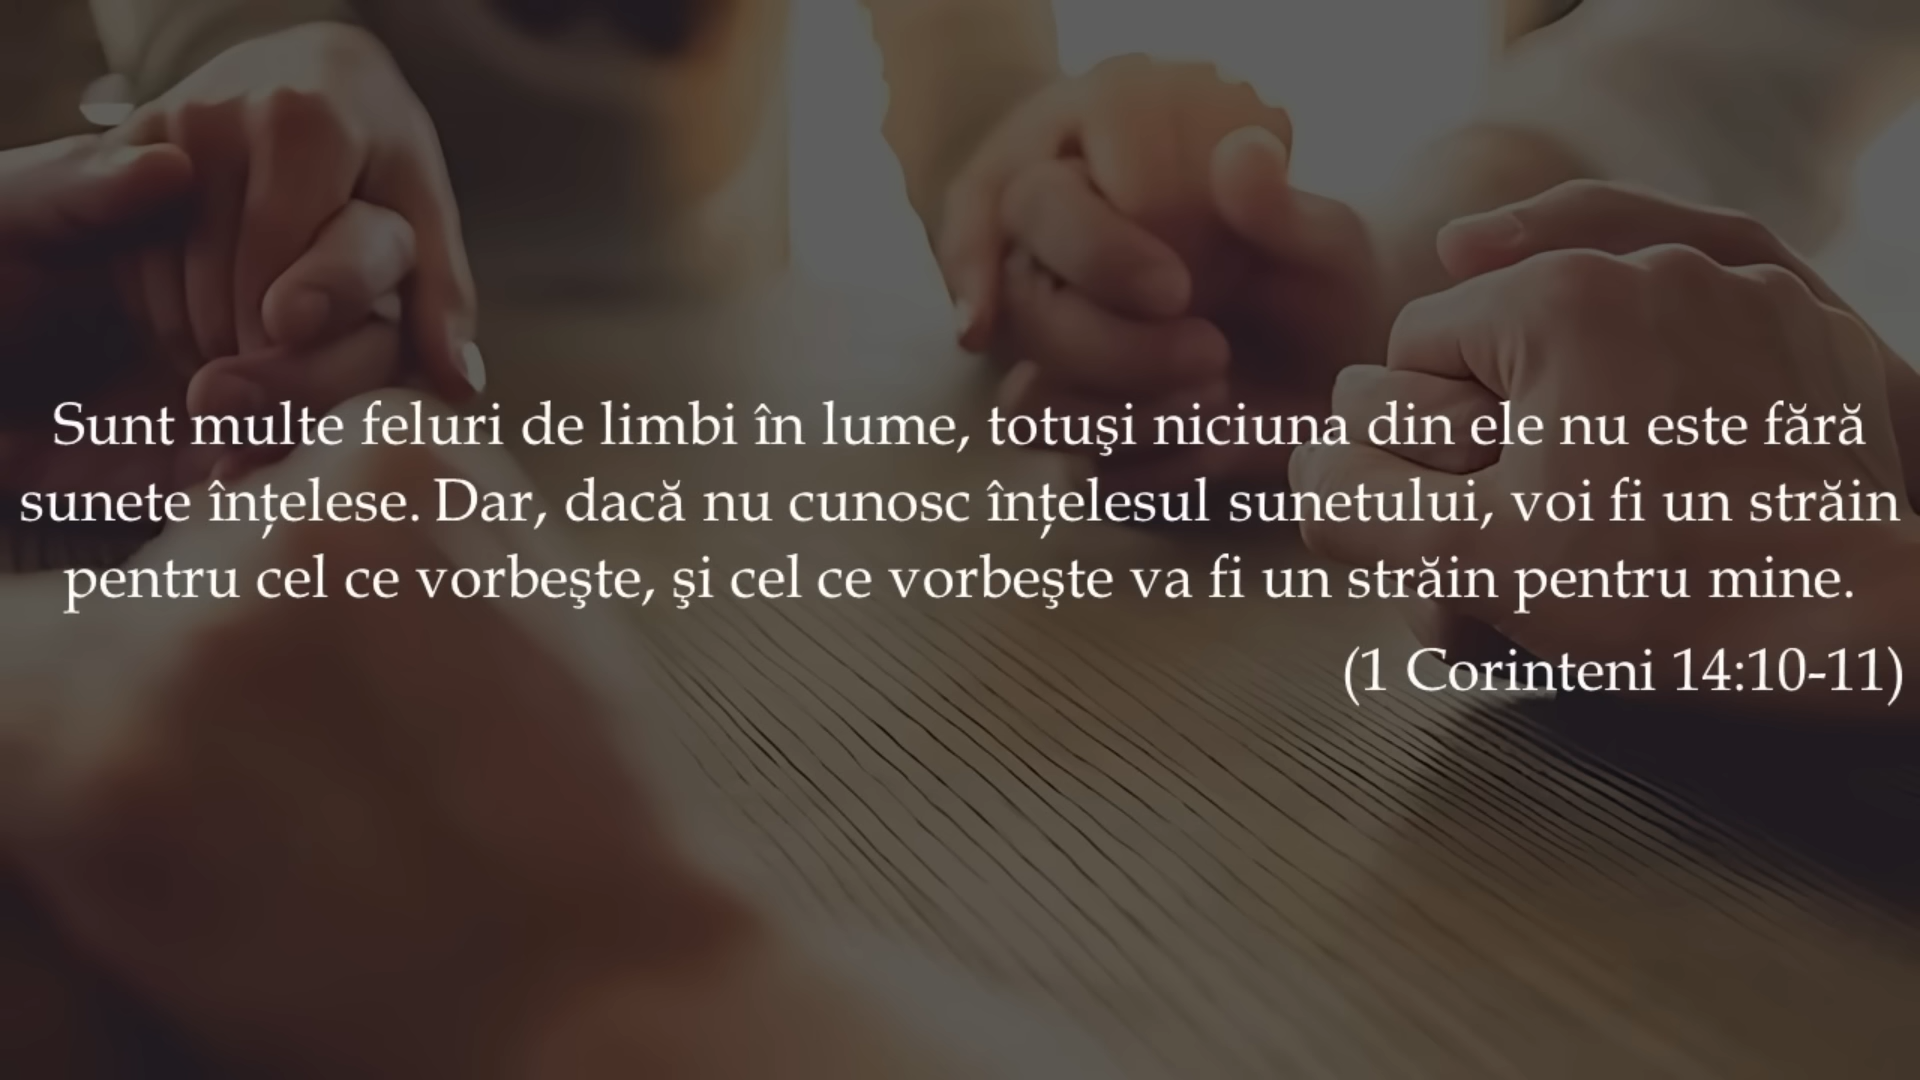 Sunt multe feluri de limbi în lume, totuşi niciuna din ele nu este fără
sunete înţelese. Dar, dacă nu cunosc înţelesul sunetului, voi fi un străin
pentru cel ce vorbeşte, şi cel ce vorbeşte va fi un străin pentru mine.
(1 Corinteni 14:10-11)